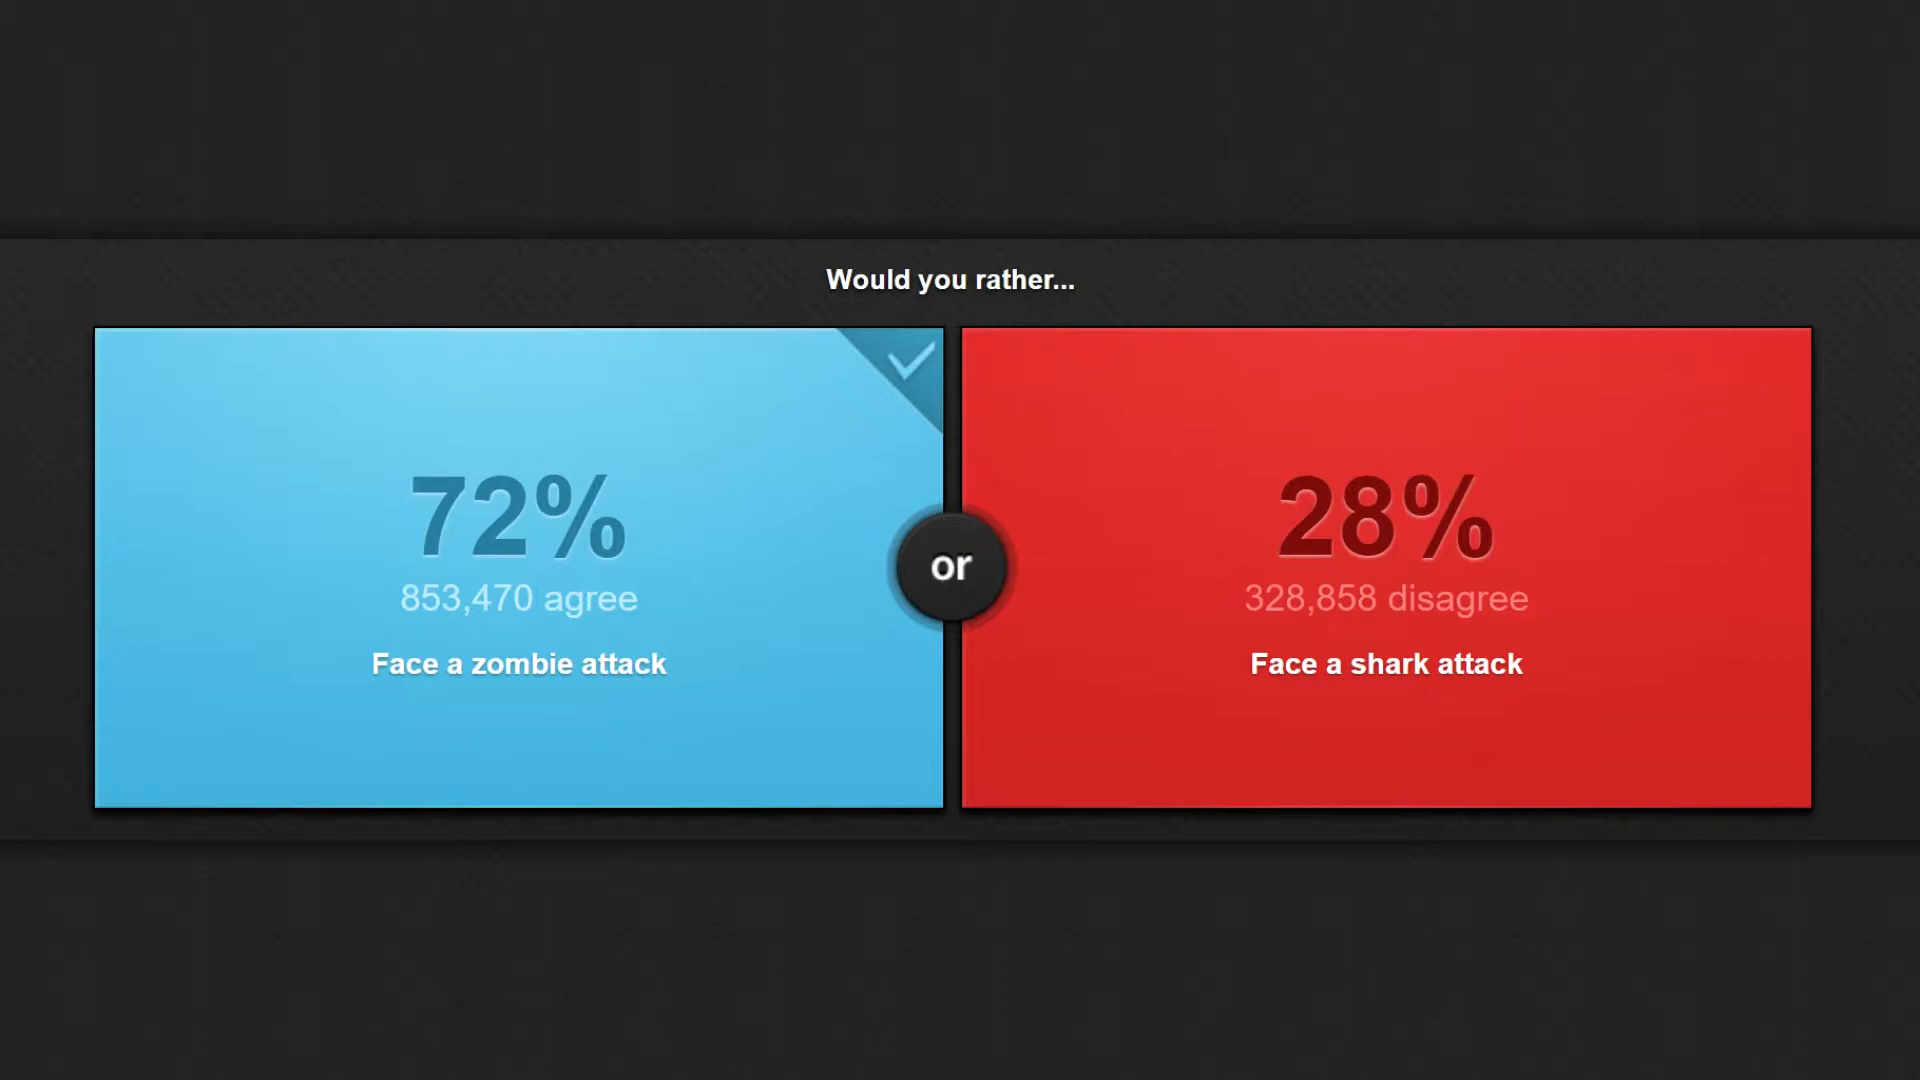 Would you rather...
72%
853,470 agree
Face a zombie attack
or
28%
328,858 disagree
Face a shark attack